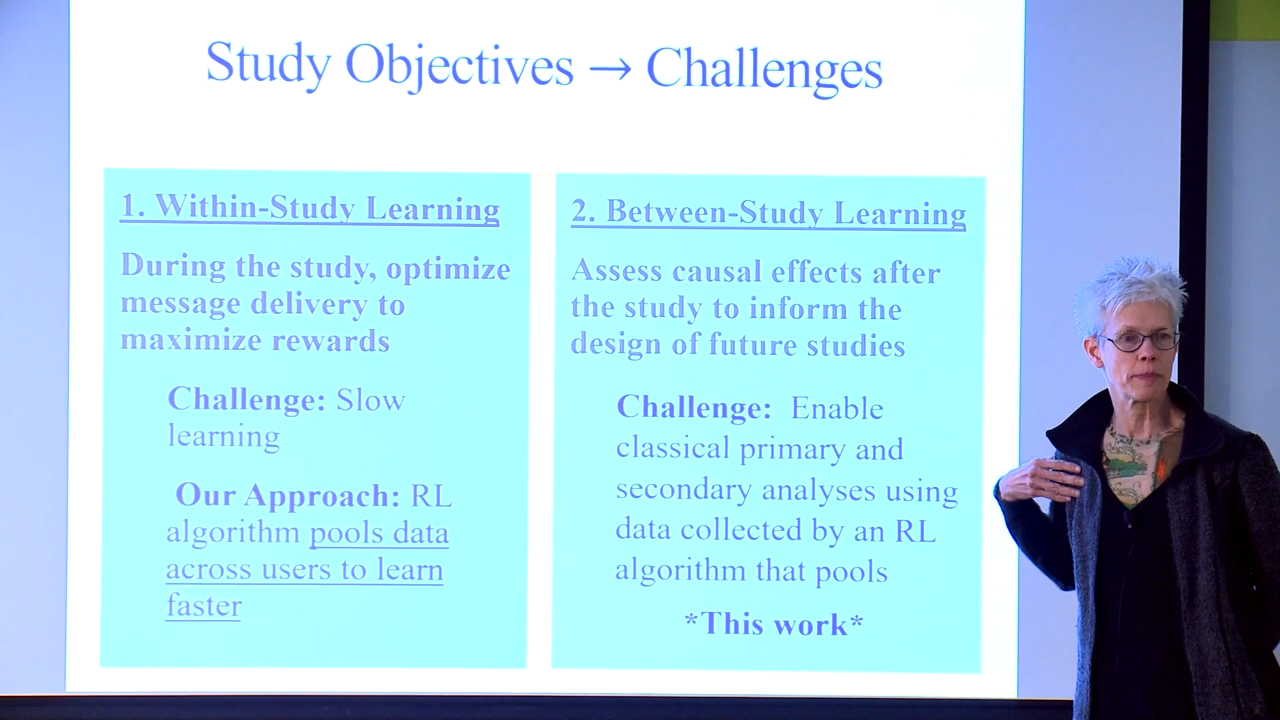 Study Objectives → Challenges
1. Within-Study Learning
During the study, optimize
message delivery to
maximize rewards
Challenge: Slow
learning
Our Approach: RL
algorithm pools data
across users to learn
faster
2. Between-Study Learning
Assess causal effects after
the study to inform the
design of future studies
Challenge: Enable
classical primary and
secondary analyses using
data collected by an RL
algorithm that pools
*This work*